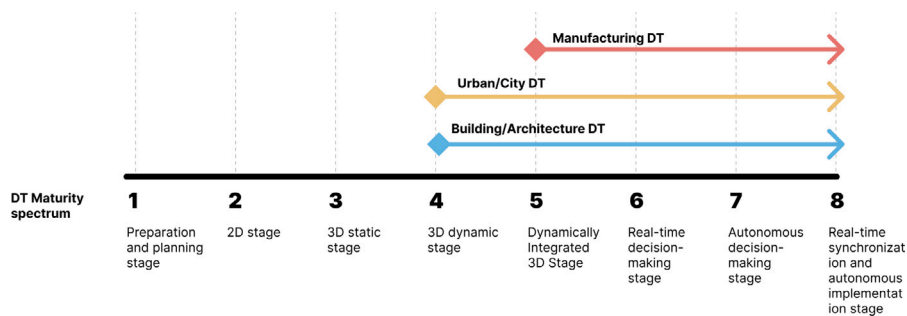 Manufacturing DT
Urban/City DT
Building/Architecture DT
DT Maturity
spectrum
1
2
3
4
5
6
7
8
Preparation
and planning
stage
2D stage
3D static
stage
3D dynamic
stage
Dynamically
Integrated
3D Stage
Real-time
decision-
making
stage
Autonomous
decision-
making
stage
Real-time
synchronizat
ion and
autonomous
implementat
ion stage